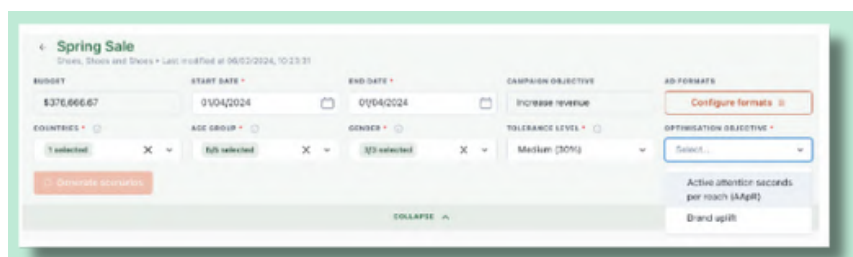 ← Spring Sale
Shoes, Shoes and Shoes • Last modified at 06/03/2024, 10:23:31
BUDGET START DATE * END DATE * CAMPAIGN OBJECTIVE AD FORMATS
$376,666.67 01/04/2024 01/04/2024 Increase revenue Configure formats
COUNTRIES * AGE GROUP * GENDER * TOLERANCE LEVEL * OPTIMISATION OBJECTIVE *
1 selected 6/6 selected 3/3 selected Medium (30%) Select...
Generate scenarios
Active attention seconds
per reach (AApR)
Brand uplift
COLLAPSE